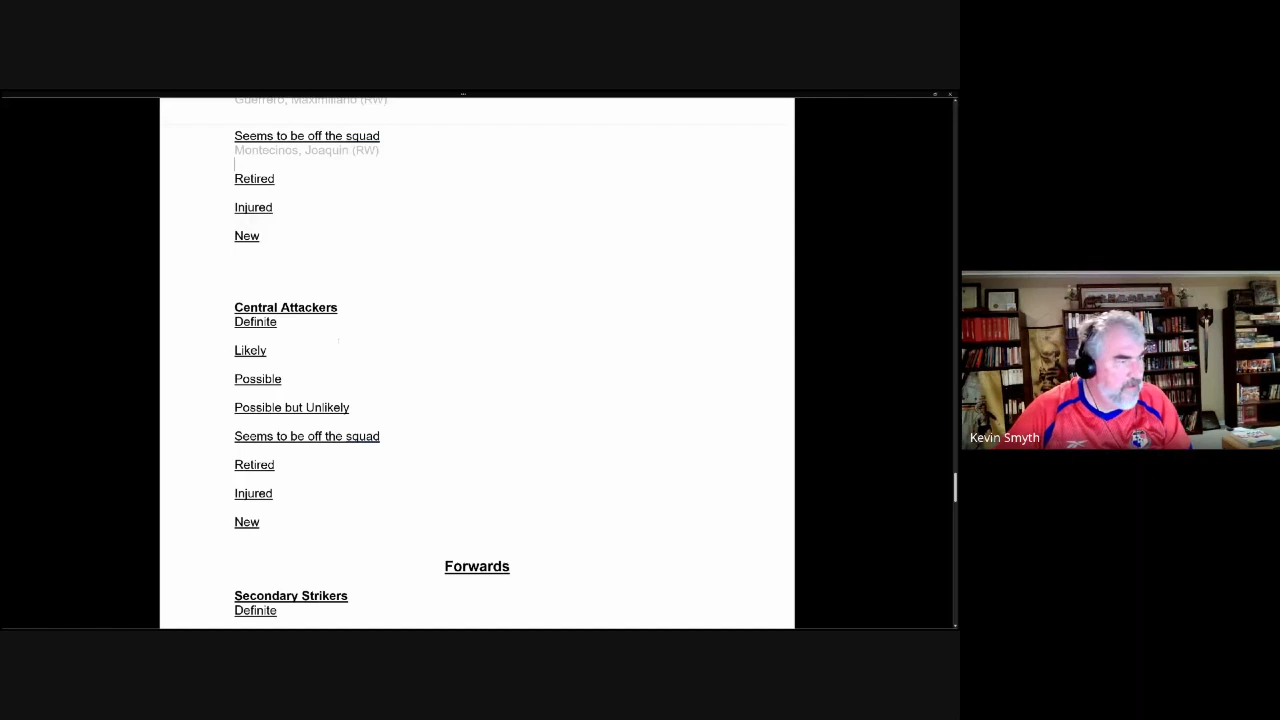 Guerrero, Maximiliano (RW)
Seems to be off the squad
Montecinos, Joaquin (RW)
Retired
Injured
New
Central Attackers
Definite
Likely
Possible
Possible but Unlikely
Seems to be off the squad
Retired
Injured
New
Forwards
Secondary Strikers
Definite
Kevin Smyth